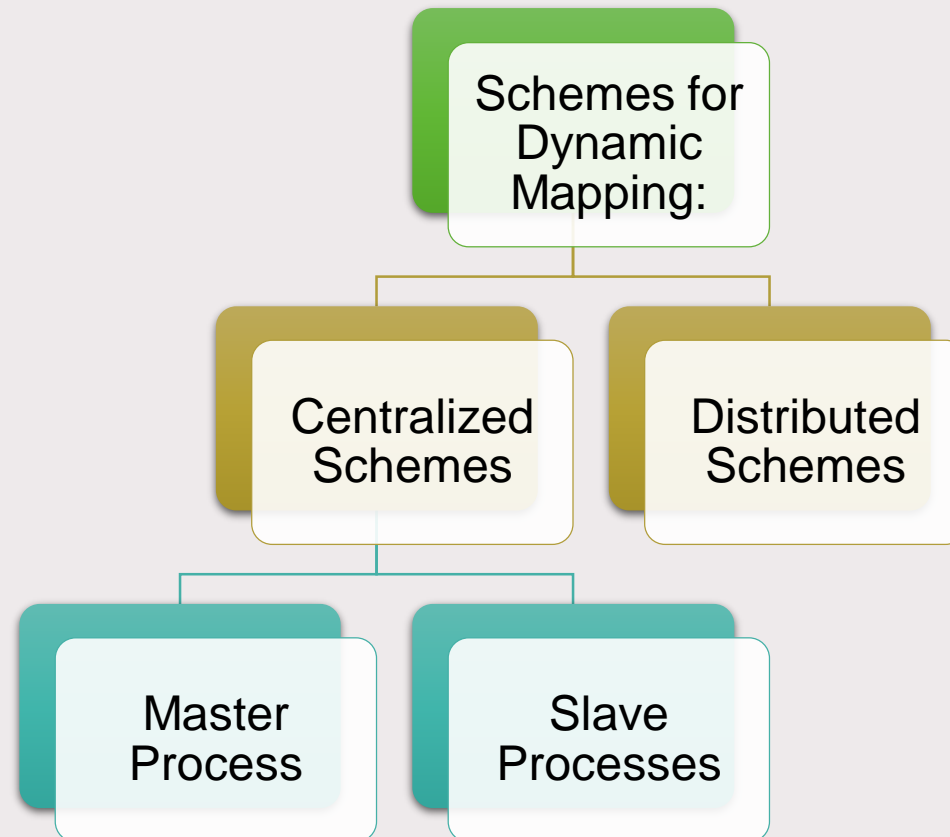 Schemes for
Dynamic
Mapping:
Centralized
Schemes
Distributed
Schemes
Master
Process
Slave
Processes